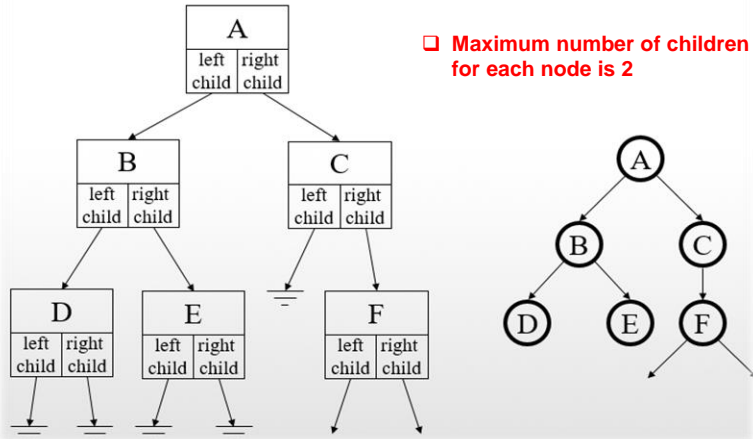 A
left right
child child
Maximum number of children
for each node is 2
B
left right
child child
C
left right
child child
D
left right
child child
E
left right
child child
F
left right
child child
A
B
C
D
E
F